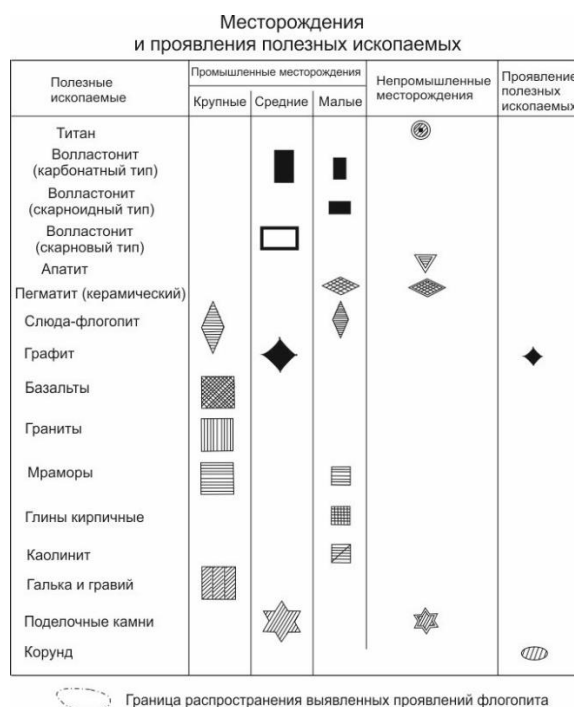 Месторождения
и проявления полезных ископаемых
Полезные
ископаемые
Промышленные месторождения
Крупные
Средние
Малые
Непромышленные
месторождения
Проявление
полезных
ископаемых
Титан
Волластонит
(карбонатный тип)
Волластонит
(скарноидный тип)
Волластонит
(скарновый тип)
Апатит
Пегматит (керамический)
Слюда-флогопит
Графит
Базальты
Граниты
Мраморы
Глины кирпичные
Каолинит
Галька и гравий
Поделочные камни
Корунд
Граница распространения выявленных проявлений флогопита